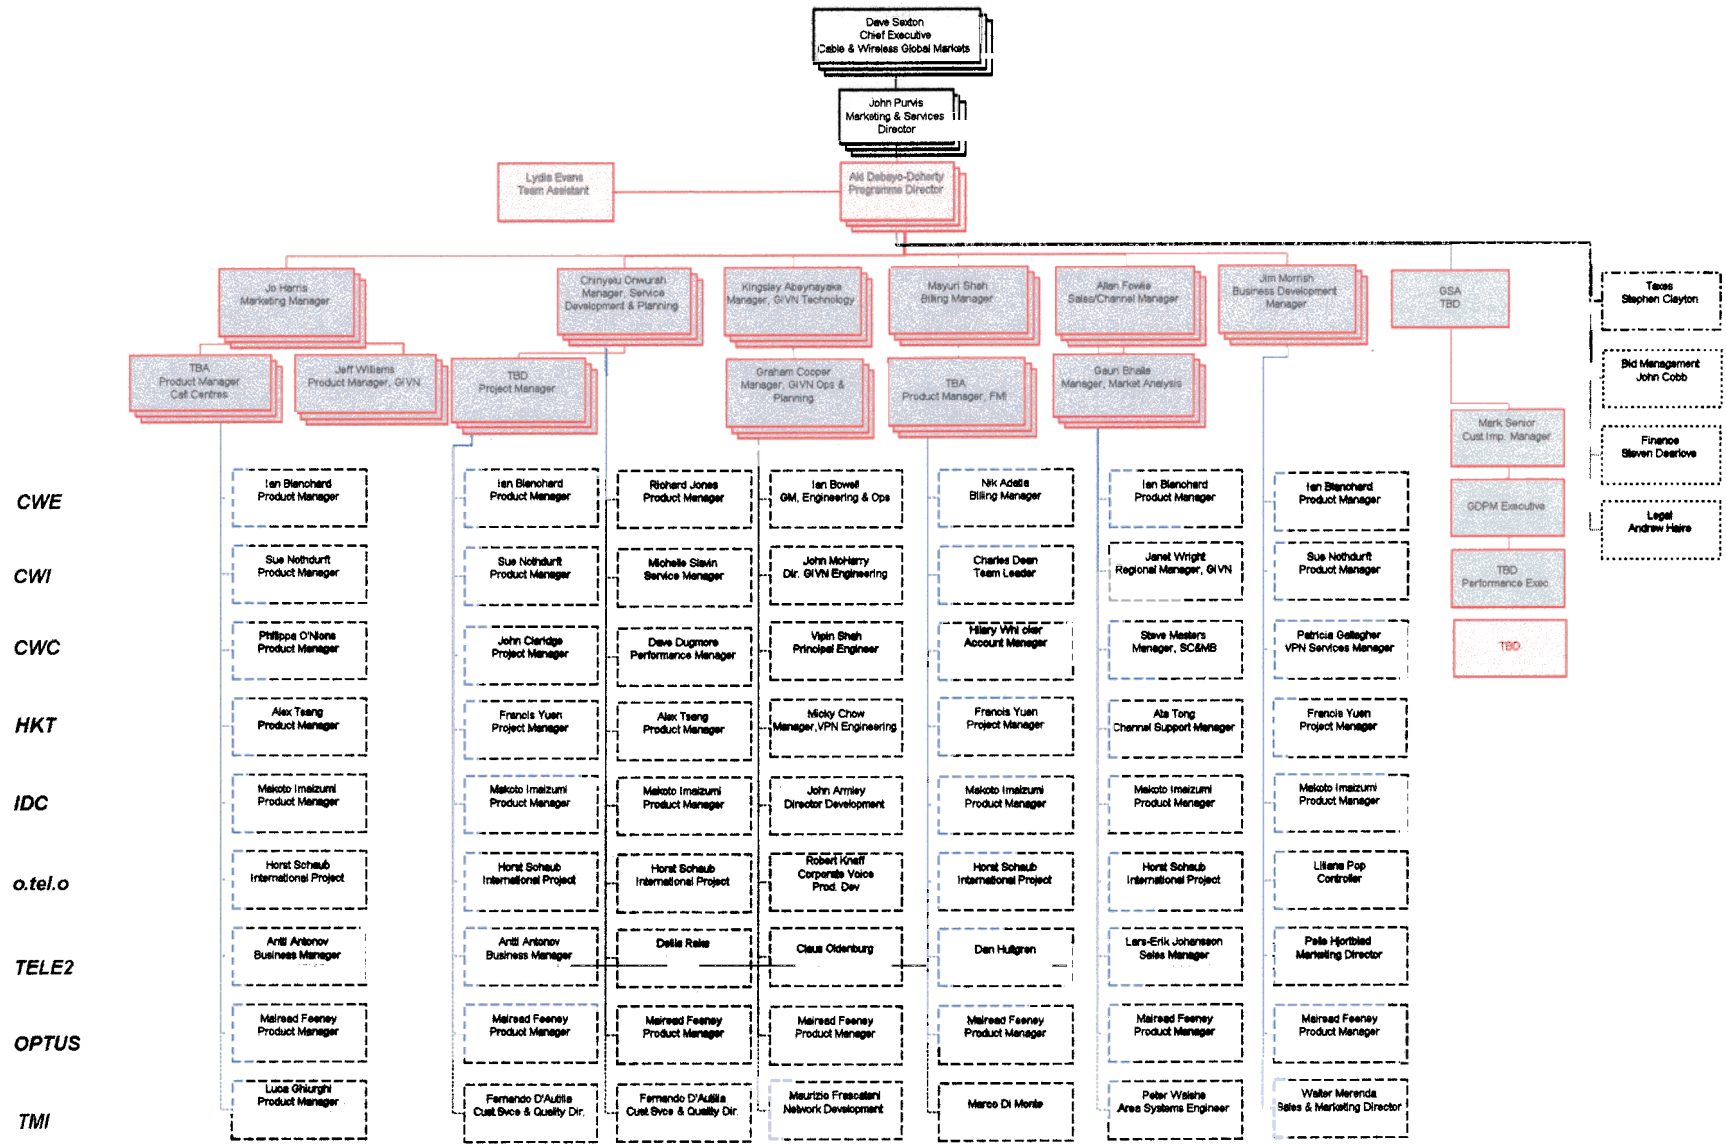 Dave Sexton
Chief Executive
Cable & Wireless Global Markets
John Purvis
Marketing & Services
Director
Lydia Evans
Team Assistant
Aki Debayo-Doherty
Programme Director
Jo Harris
Marketing Manager
Chinyelu Onwurah
Manager, Service
Development & Planning
Kingsley Abeynayake
Manager, GIVN Technology
Mayuri Shah
Billing Manager
Allan Fowlie
Sales/Channel Manager
Jim Morrish
Business Development
Manager
GSA
TBD
Taxes
Stephen Clayton
TBA
Product Manager
Call Centres
Jeff Williams
Product Manager, GIVN
TBD
Project Manager
Graham Cooper
Manager, GIVN Ops &
Planning
TBA
Product Manager, FMI
Gauri Bhalla
Manager, Market Analysis
Bid Management
John Cobb
Mark Senior
Cust Imp. Manager
Finance
Steven Dearlove
GDPM Executive
Legal
Andrew Haire
TBD
Performance Exec
TBD
CWE
Ian Blanchard
Product Manager
Ian Blanchard
Product Manager
Richard Jones
Product Manager
Ian Bowell
GM, Engineering & Ops
Nik Adatia
Billing Manager
Ian Blanchard
Product Manager
Ian Blanchard
Product Manager
CWI
Sue Nothdurft
Product Manager
Sue Nothdurft
Product Manager
Michelle Slavin
Service Manager
John McHarry
Dir. GIVN Engineering
Charles Dean
Team Leader
Janet Wright
Regional Manager, GIVN
Sue Nothdurft
Product Manager
CWC
Philippa O'Nions
Product Manager
John Claridge
Project Manager
Dave Dugmore
Performance Manager
Vipin Shah
Principal Engineer
Hilary Whicker
Account Manager
Steve Masters
Manager, SC&MB
Patricia Gallagher
VPN Services Manager
HKT
Alex Tsang
Product Manager
Francis Yuen
Project Manager
Alex Tsang
Product Manager
Micky Chow
Manager,VPN Engineering
Francis Yuen
Project Manager
Ata Tong
Channel Support Manager
Francis Yuen
Project Manager
IDC
Makoto Imaizumi
Product Manager
Makoto Imaizumi
Product Manager
Makoto Imaizumi
Product Manager
John Armley
Director Development
Makoto Imaizumi
Product Manager
Makoto Imaizumi
Product Manager
Makoto Imaizumi
Product Manager
o.tel.o
Horst Schaub
International Project
Horst Schaub
International Project
Horst Schaub
International Project
Robert Knaff
Corporate Voice
Prod. Dev
Horst Schaub
International Project
Horst Schaub
International Project
Liliana Pop
Controller
TELE2
Antti Antonov
Business Manager
Antti Antonov
Business Manager
Delila Rake
Claus Oldenburg
Dan Hultgren
Lars-Erik Johansson
Sales Manager
Pelle Hjortblad
Marketing Director
OPTUS
Mairead Feeney
Product Manager
Mairead Feeney
Product Manager
Mairead Feeney
Product Manager
Mairead Feeney
Product Manager
Mairead Feeney
Product Manager
Mairead Feeney
Product Manager
Mairead Feeney
Product Manager
TMI
Luca Ghiurghi
Product Manager
Fernando D'Autilia
Cust Svce & Quality Dir.
Fernando D'Autilia
Cust Svce & Quality Dir.
Maurizio Frascatani
Network Development
Marco Di Monte
Peter Walshe
Area Systems Engineer
Walter Merenda
Sales & Marketing Director